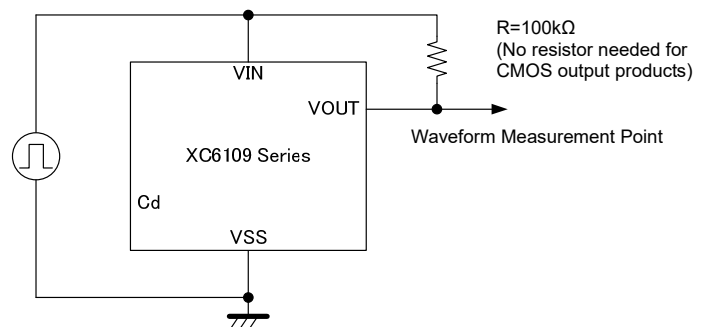 R=100kΩ
(No resistor needed for
CMOS output products)
VIN
VOUT
Waveform Measurement Point
XC6109 Series
Cd
VSS